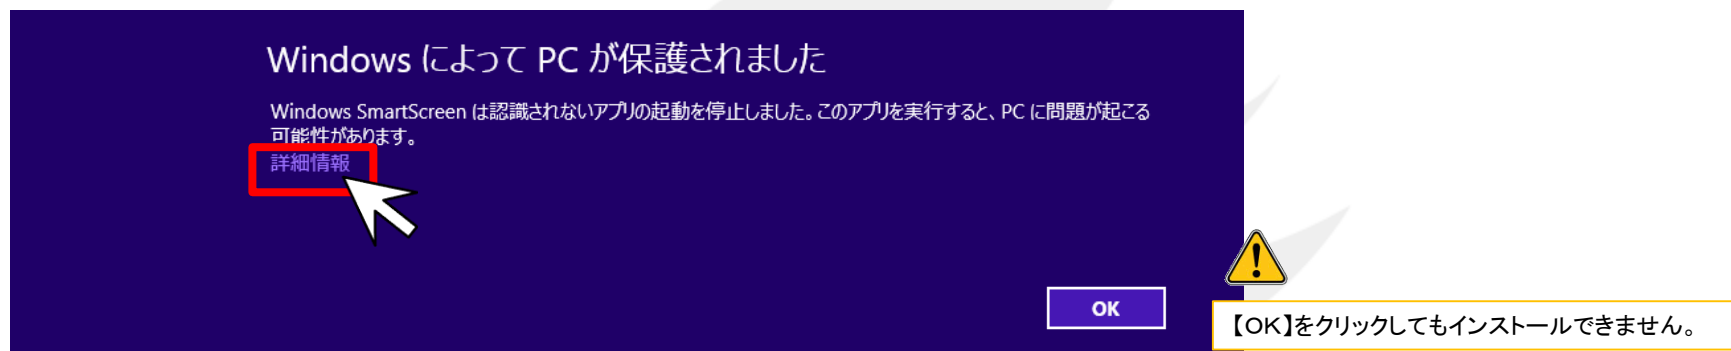 Windows によって PC が保護されました
Windows SmartScreen は認識されないアプリの起動を停止しました。このアプリを実行すると、PC に問題が起こる
可能性があります。
詳細情報
OK
【OK】をクリックしてもインストールできません。